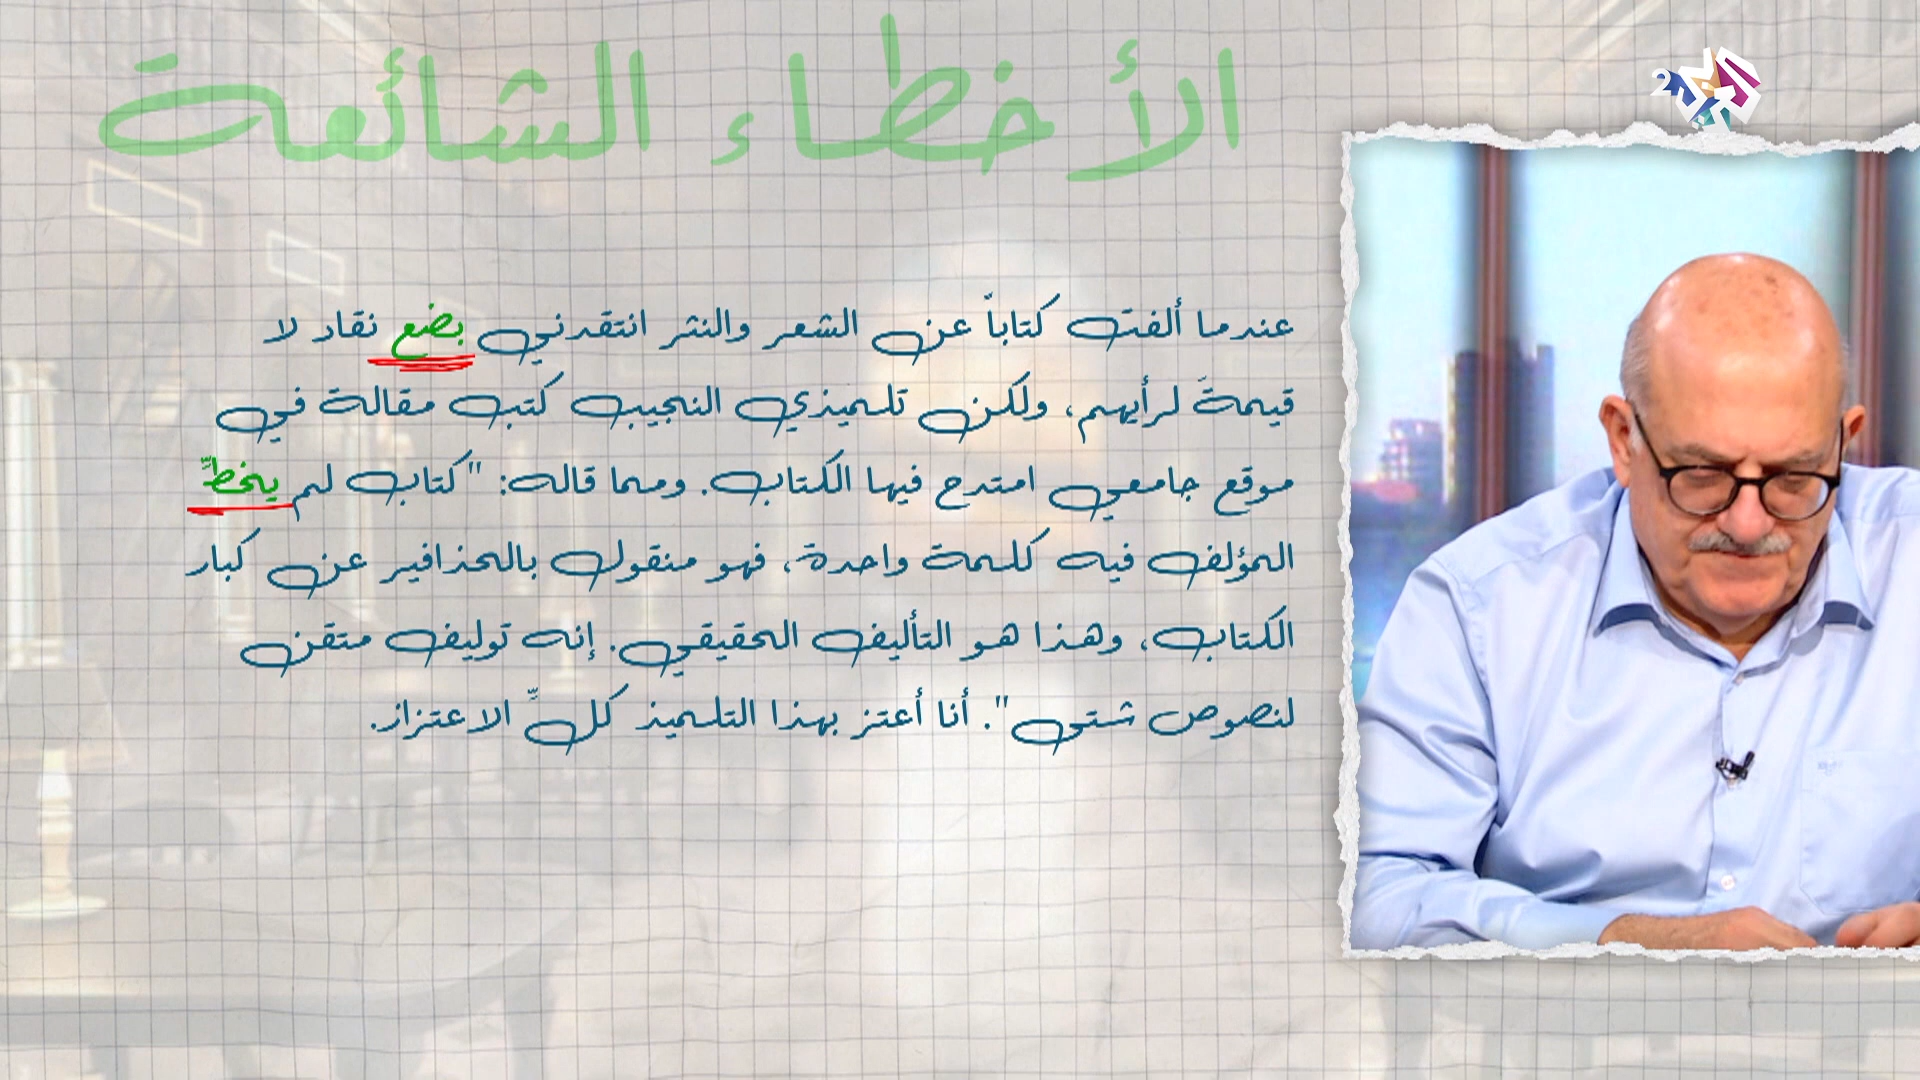 الأخطاء الشائعة
عندما ألفت كتاباً عن الشعر والنثر انتقدني بضع نقاد لا
قيمةَ لرأيهم، ولكن تلميذي النجيب كتب مقالة في
موقع جامعي امتدح فيها الكتاب. ومما قاله: "كتاب لم يخطِّ
المؤلف فيه كلمة واحدة، فهو منقول بالحذافير عن كبار
الكتاب، وهذا هو التأليف الحقيقي. إنه توليف متقن
لنصوص شتى". أنا أعتز بهذا التلميذ كلِّ الاعتزاز.